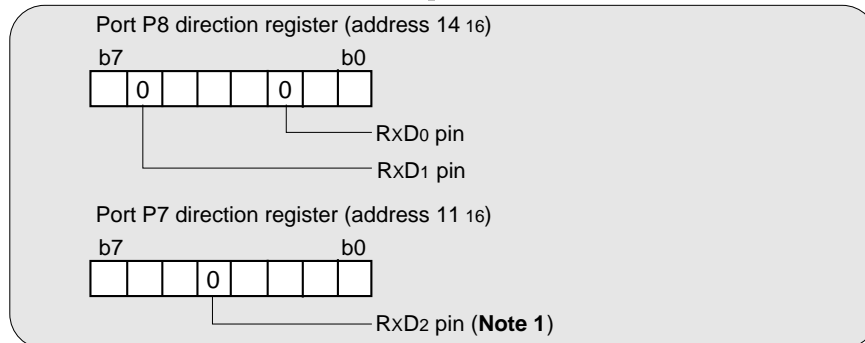 Port P8 direction register (address 14 16)
b7 b0
0 0
RxD0 pin
RxD1 pin
Port P7 direction register (address 11 16)
b7 b0
0
RxD2 pin (Note 1)